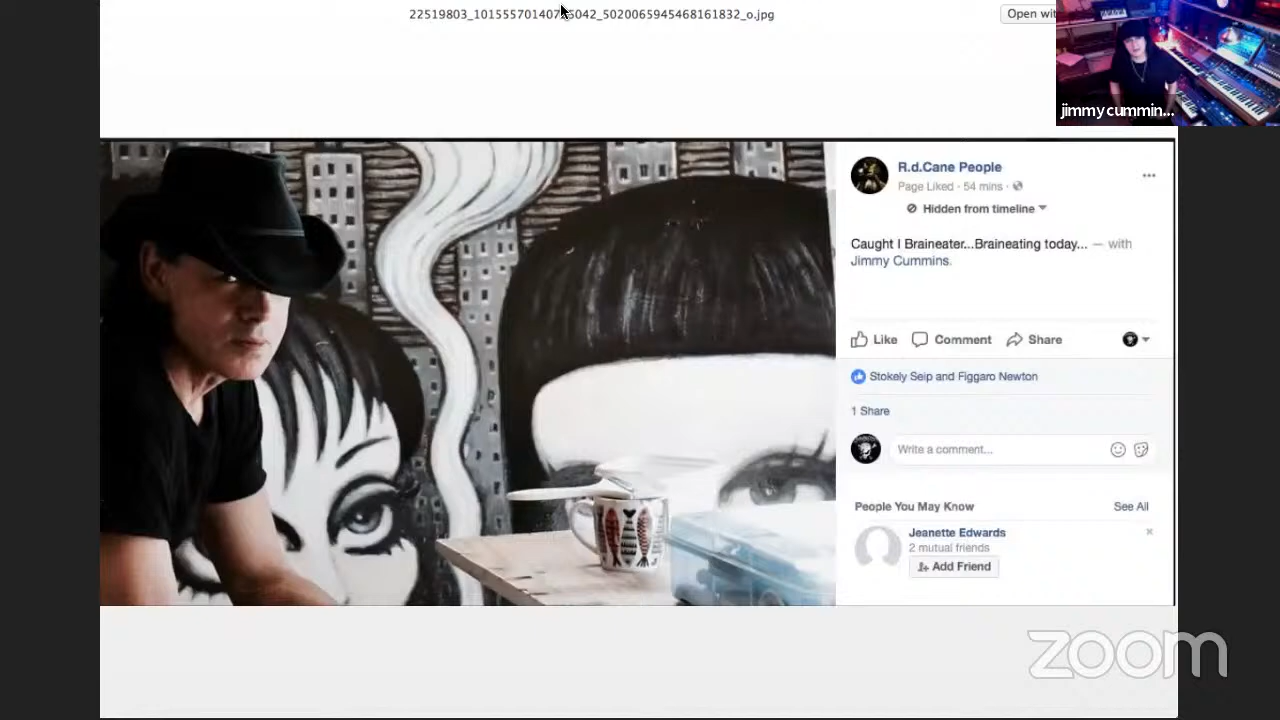 22519803_10155570140765042_5020065945468161832_o.jpg
Open wit
jimmy cummin...
R.d.Cane People
Page Liked · 54 mins ·
Hidden from timeline
Caught I Braineater...Braineating today... — with
Jimmy Cummins.
Like Comment Share
Stokely Seip and Figgaro Newton
1 Share
Write a comment...
People You May Know See All
Jeanette Edwards
2 mutual friends
Add Friend
zoom